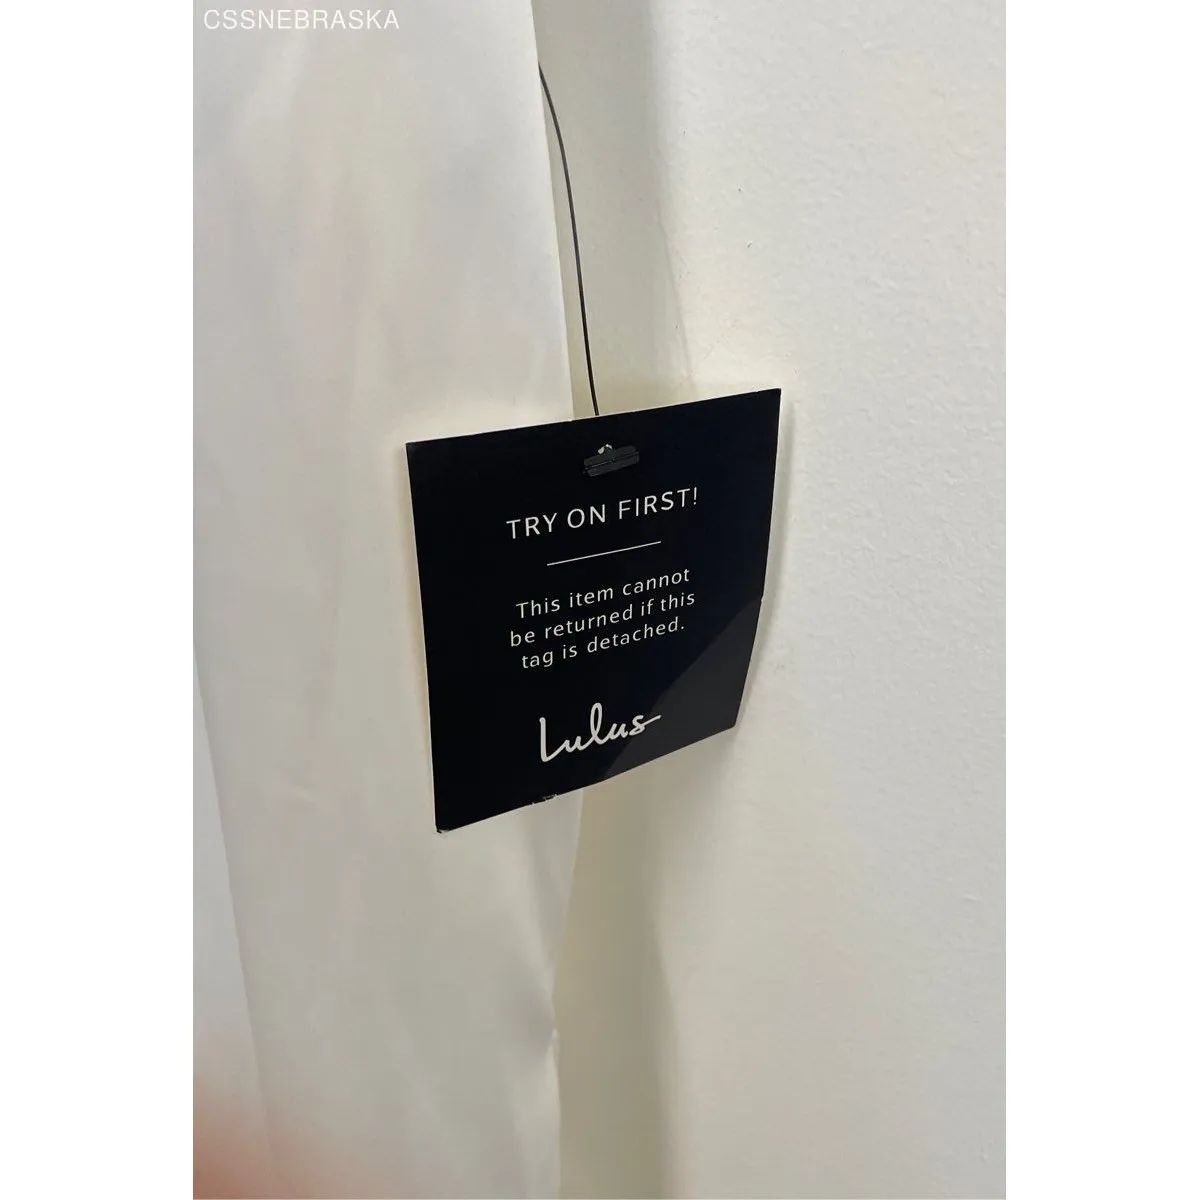 CSSNEBRASKA
TRY ON FIRST!
This item cannot
be returned if this
tag is detached.
Lulus